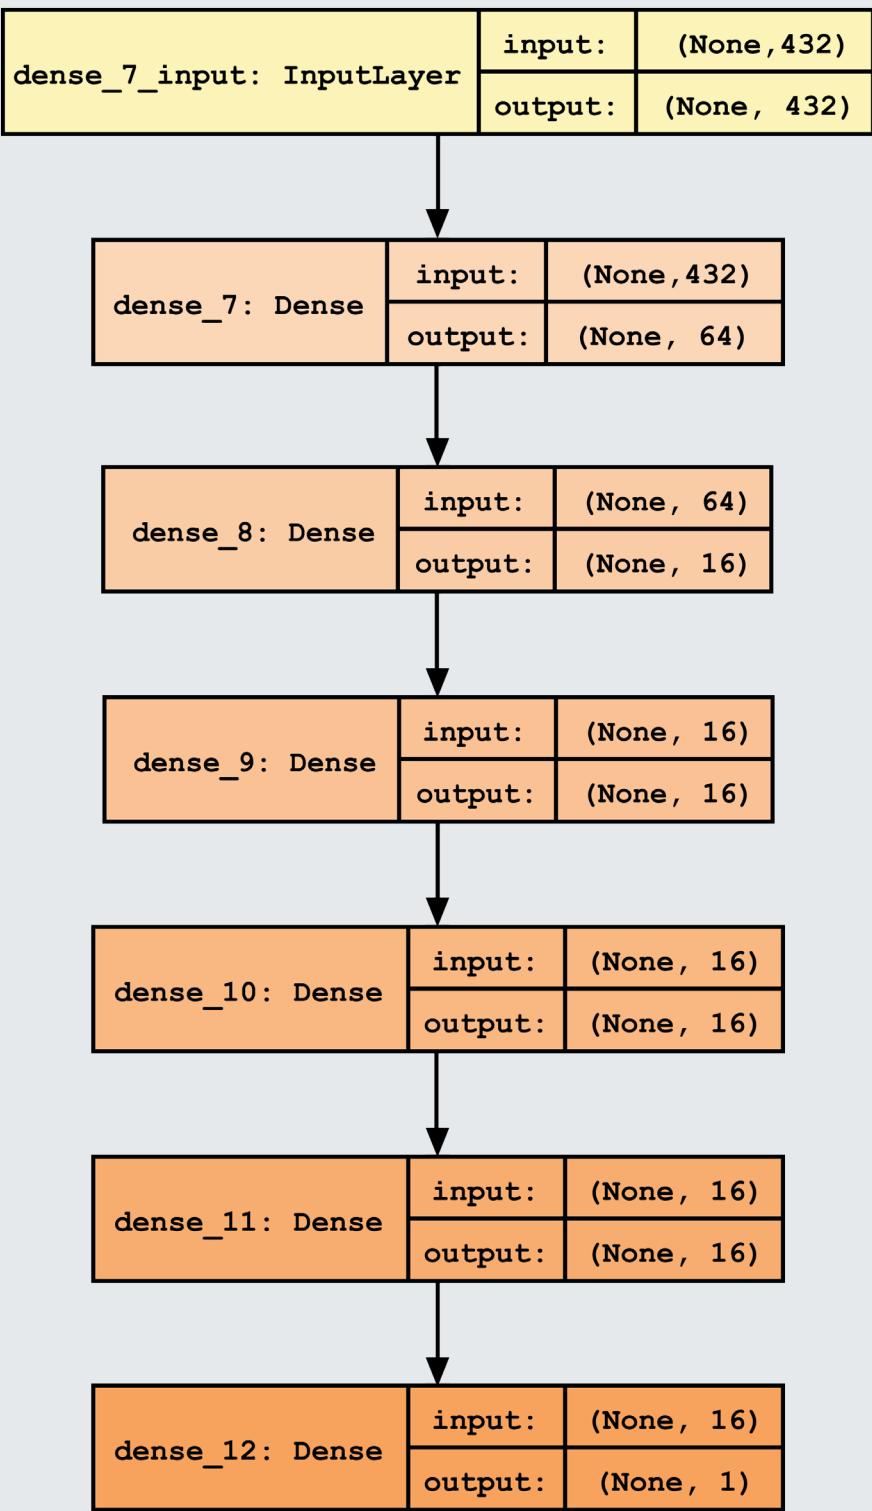 dense_7_input: InputLayer
input: (None,432)
output: (None, 432)
dense_7: Dense
input: (None,432)
output: (None, 64)
dense_8: Dense
input: (None, 64)
output: (None, 16)
dense_9: Dense
input: (None, 16)
output: (None, 16)
dense_10: Dense
input: (None, 16)
output: (None, 16)
dense_11: Dense
input: (None, 16)
output: (None, 16)
dense_12: Dense
input: (None, 16)
output: (None, 1)